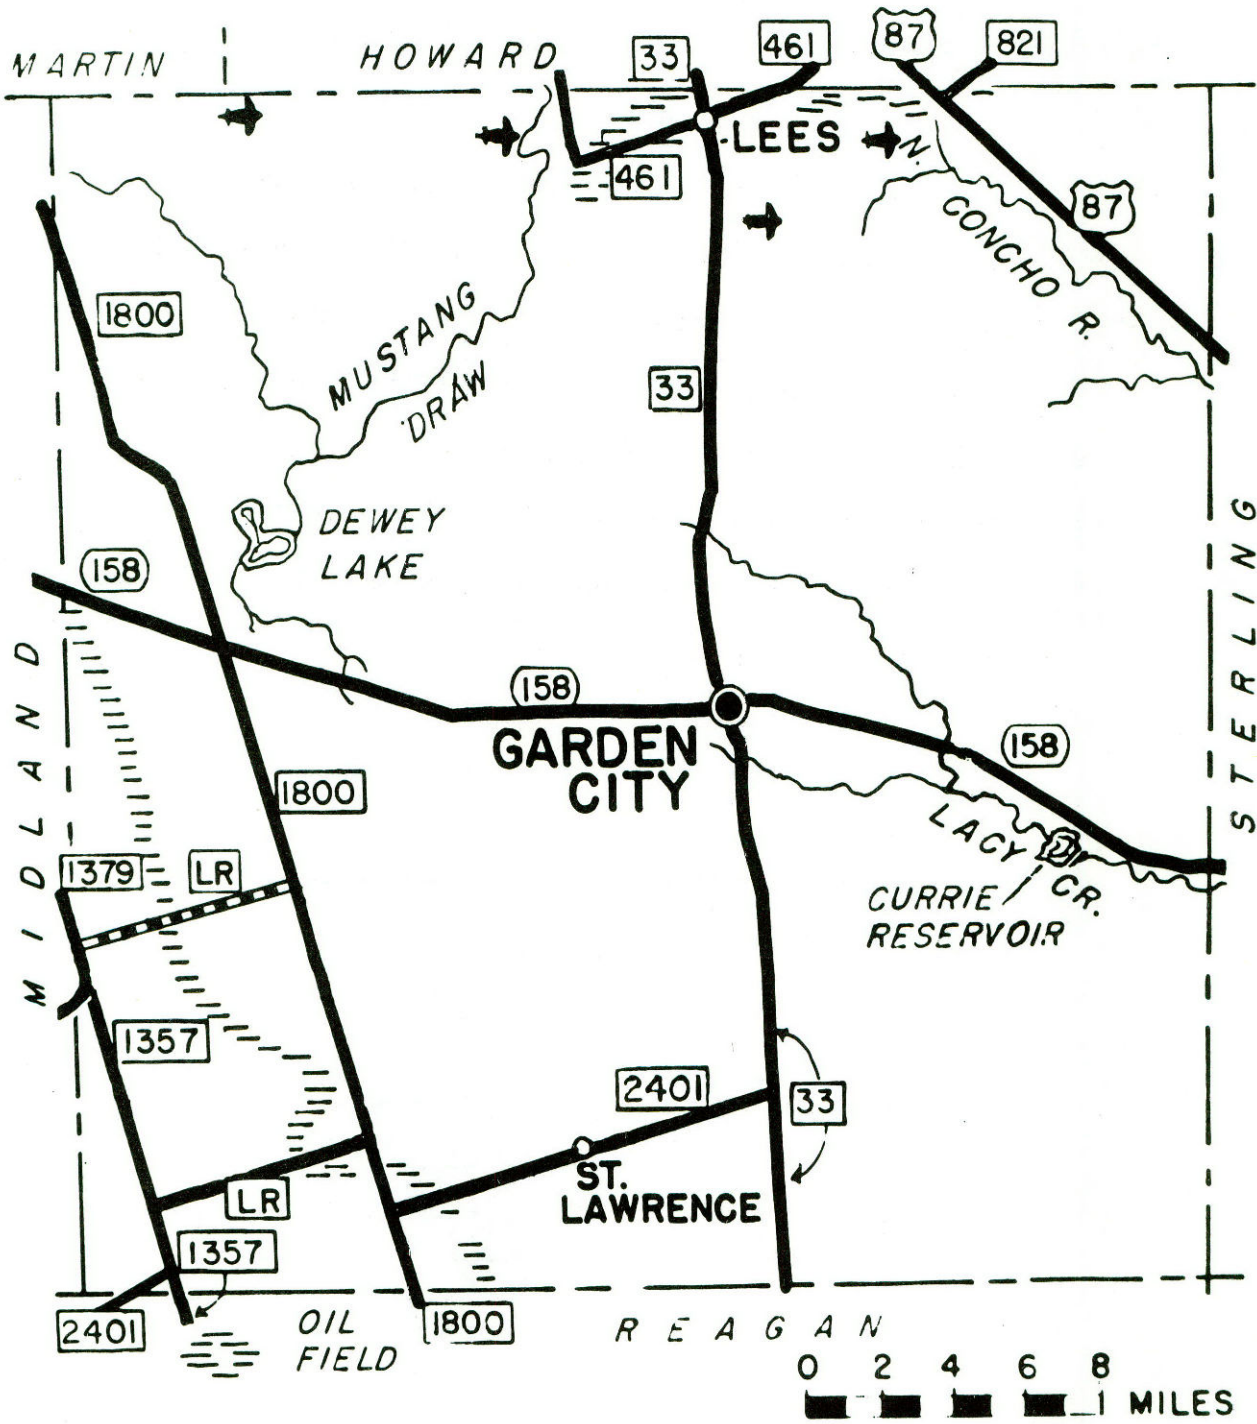 MARTIN
HOWARD
33
461
87
821
LEES
461
N.
CONCHO R.
87
1800
MUSTANG
DRAW
33
DEWEY
LAKE
158
158
GARDEN
CITY
158
MIDLAND
STERLING
1800
1379
LR
LACY CR.
CURRIE
RESERVOIR
1357
2401
33
ST.
LAWRENCE
LR
1357
2401
OIL
FIELD
1800
REAGAN
0 2 4 6 8
MILES